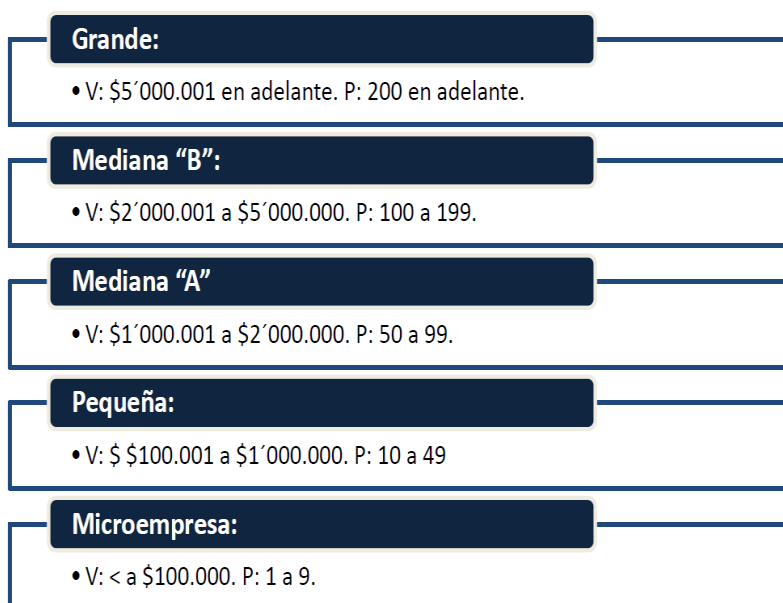 Grande:
• V: $5´000.001 en adelante. P: 200 en adelante.
Mediana “B”:
• V: $2´000.001 a $5´000.000. P: 100 a 199.
Mediana “A”
• V: $1´000.001 a $2´000.000. P: 50 a 99.
Pequeña:
• V: $ $100.001 a $1´000.000. P: 10 a 49
Microempresa:
• V: < a $100.000. P: 1 a 9.